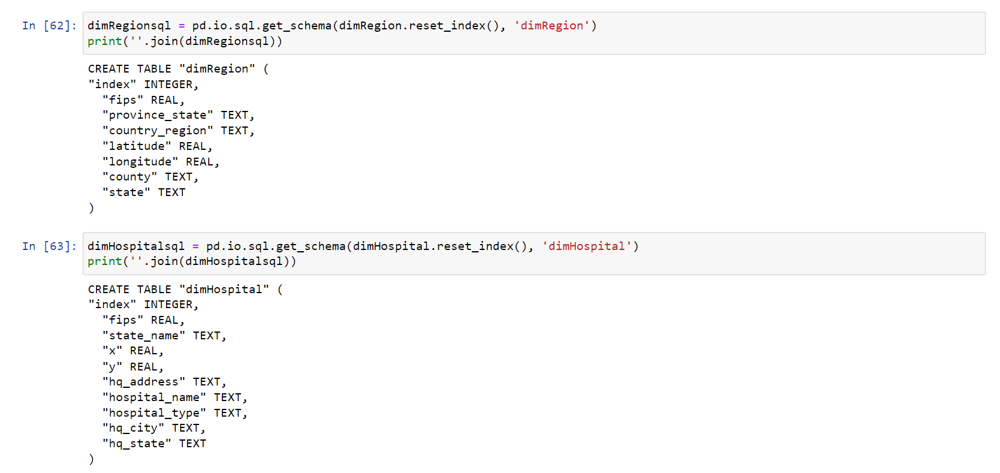 In [62]: dimRegionsql = pd.io.sql.get_schema(dimRegion.reset_index(), 'dimRegion')
print(''.join(dimRegionsql))
CREATE TABLE "dimRegion" (
"index" INTEGER,
  "fips" REAL,
  "province_state" TEXT,
  "country_region" TEXT,
  "latitude" REAL,
  "longitude" REAL,
  "county" TEXT,
  "state" TEXT
)
In [63]: dimHospitalsql = pd.io.sql.get_schema(dimHospital.reset_index(), 'dimHospital')
print(''.join(dimHospitalsql))
CREATE TABLE "dimHospital" (
"index" INTEGER,
  "fips" REAL,
  "state_name" TEXT,
  "x" REAL,
  "y" REAL,
  "hq_address" TEXT,
  "hospital_name" TEXT,
  "hospital_type" TEXT,
  "hq_city" TEXT,
  "hq_state" TEXT
)